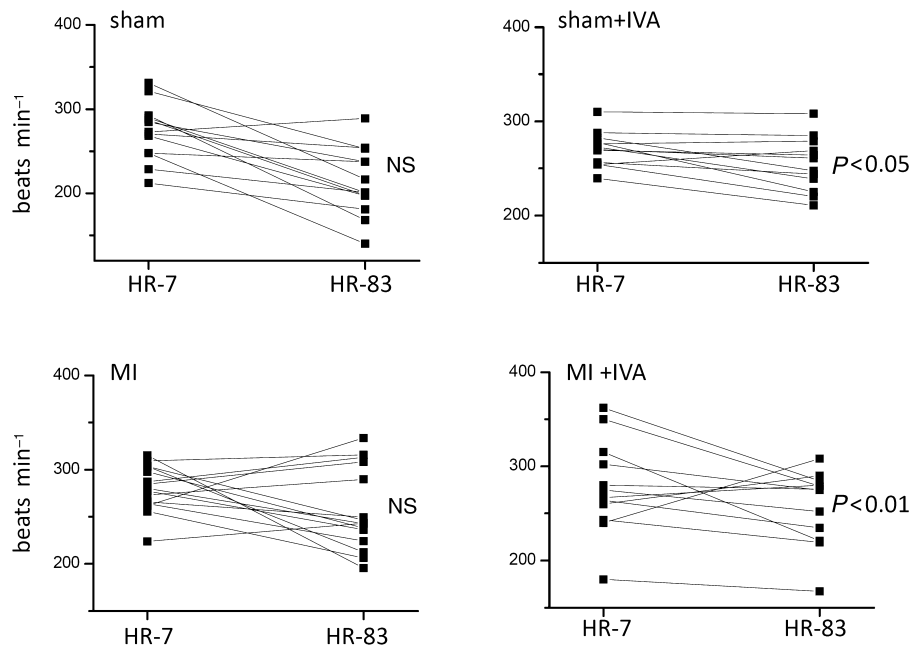 sham
400
300
200
beats min⁻¹
NS
HR-7 HR-83
sham+IVA
400
300
200
P<0.05
HR-7 HR-83
MI
400
300
200
beats min⁻¹
NS
HR-7 HR-83
MI +IVA
400
300
200
P<0.01
HR-7 HR-83